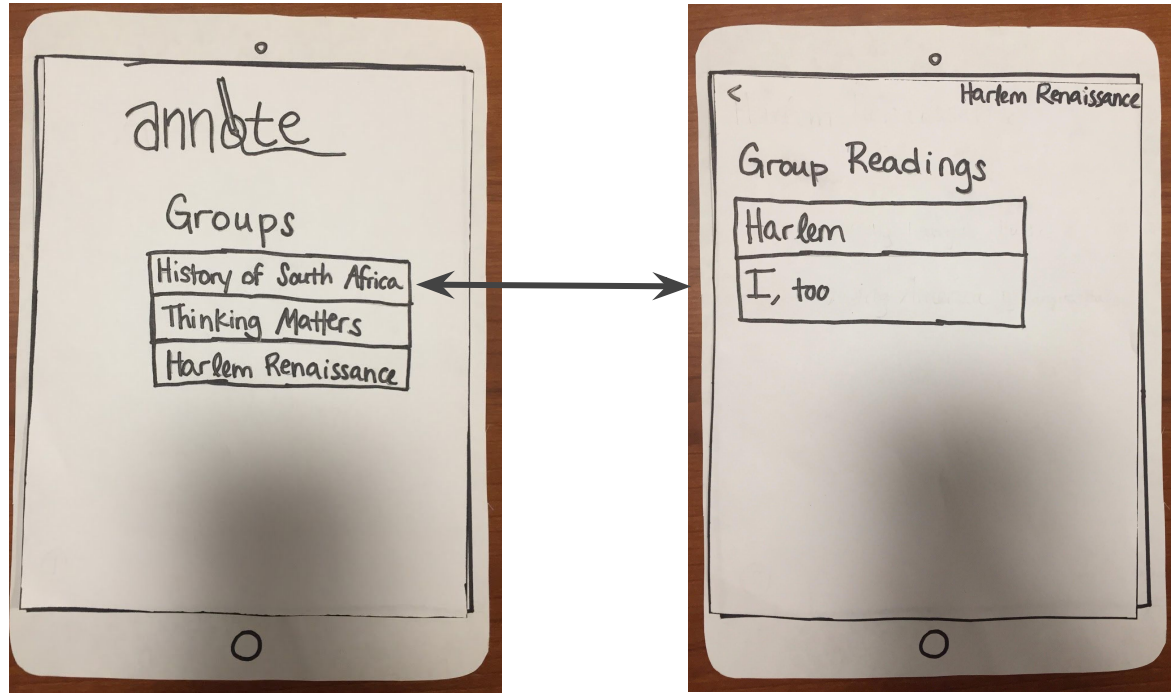 annote
Groups
History of South Africa
Thinking Matters
Harlem Renaissance
<
Harlem Renaissance
Group Readings
Harlem
I, too